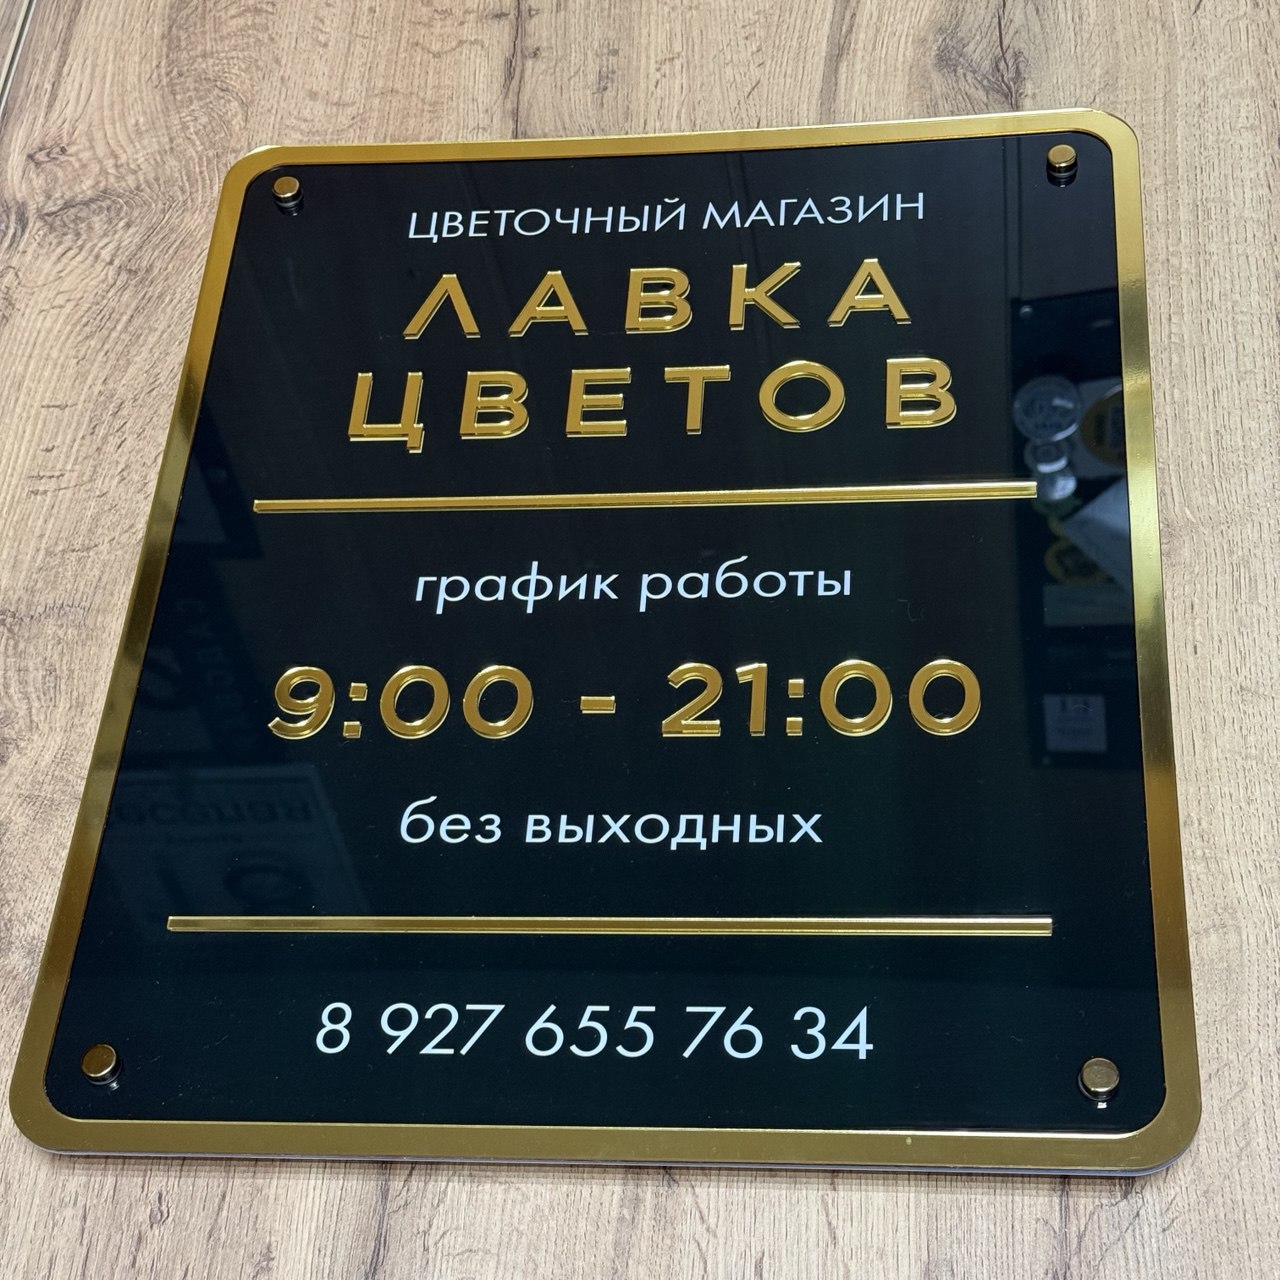 ЦВЕТОЧНЫЙ МАГАЗИН
ЛАВКА
ЦВЕТОВ
график работы
9:00 - 21:00
без выходных
8 927 655 76 34